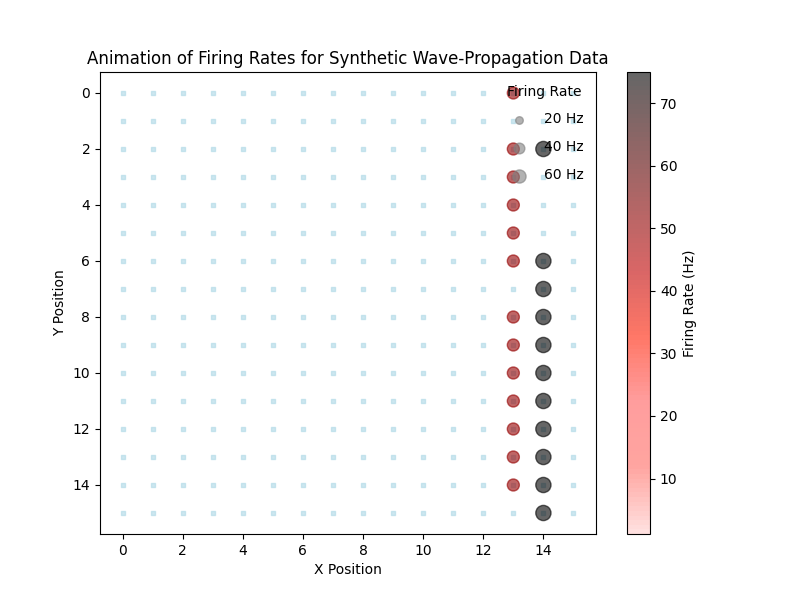 Animation of Firing Rates for Synthetic Wave-Propagation Data
Firing Rate
20 Hz
40 Hz
60 Hz
0
2
4
6
8
10
12
14
Y Position
0
2
4
6
8
10
12
14
X Position
70
60
50
40
30
20
10
Firing Rate (Hz)